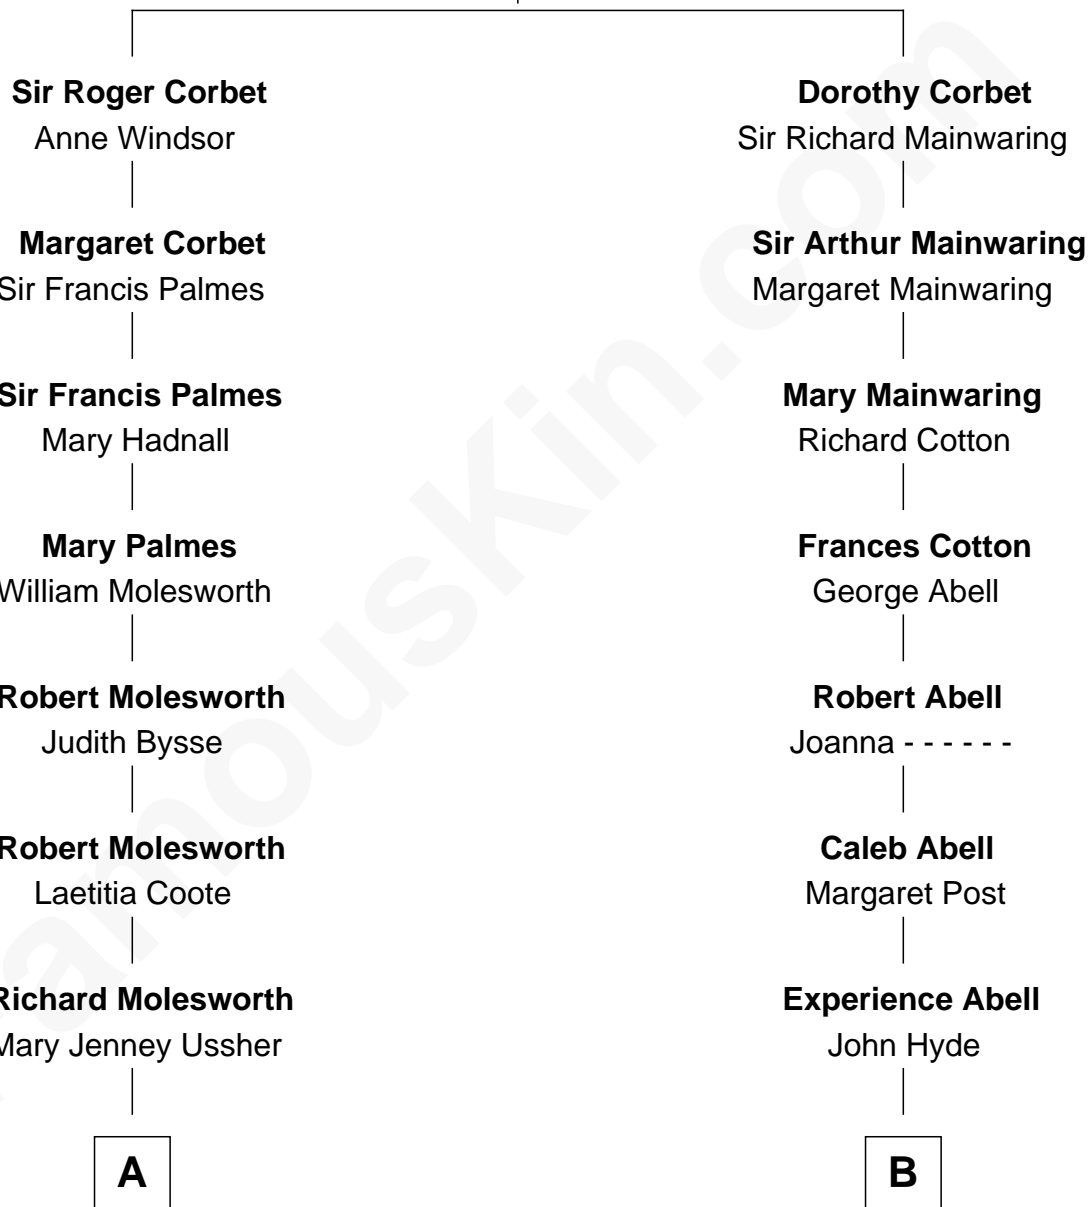 Sir Roger Corbet
Anne Windsor
Margaret Corbet
Sir Francis Palmes
Sir Francis Palmes
Mary Hadnall
Mary Palmes
William Molesworth
Robert Molesworth
Judith Bysse
Robert Molesworth
Laetitia Coote
Richard Molesworth
Mary Jenney Ussher
A
Dorothy Corbet
Sir Richard Mainwaring
Sir Arthur Mainwaring
Margaret Mainwaring
Mary Mainwaring
Richard Cotton
Frances Cotton
George Abell
Robert Abell
Joanna - - - - - -
Caleb Abell
Margaret Post
Experience Abell
John Hyde
B
FamousKin.com